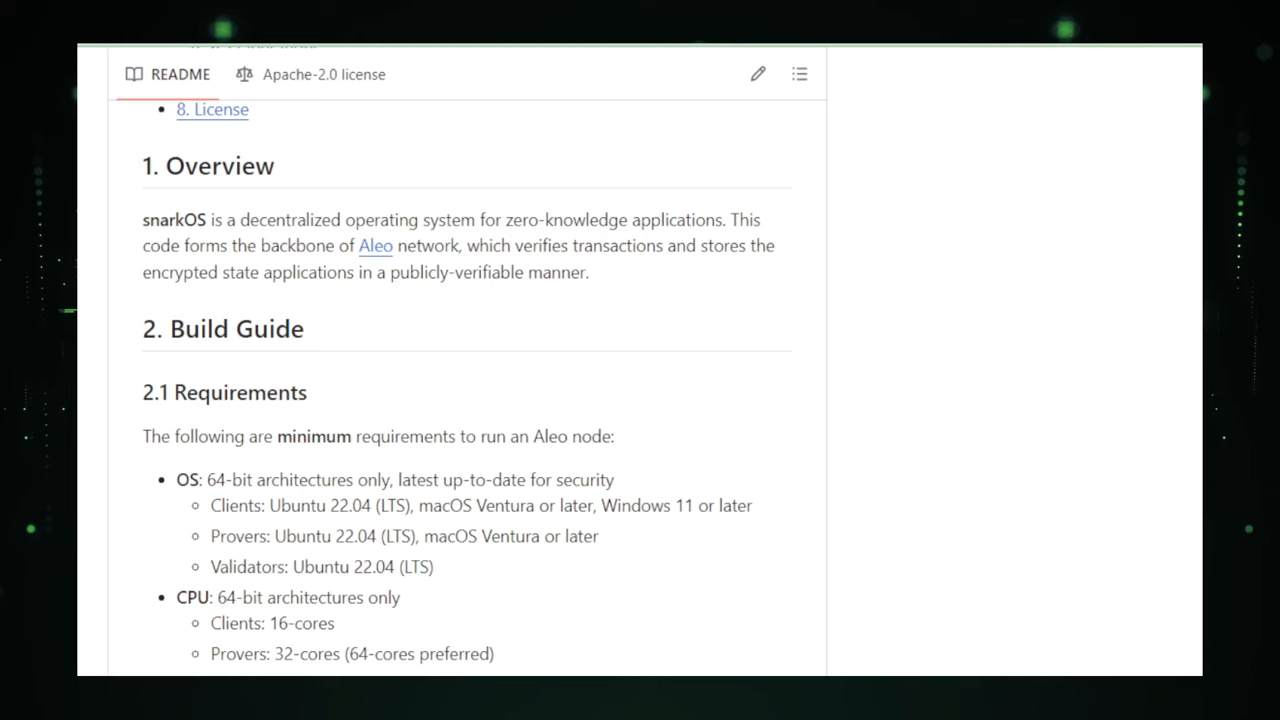 README
Apache-2.0 license
8. License
1. Overview
snarkOS is a decentralized operating system for zero-knowledge applications. This
code forms the backbone of Aleo network, which verifies transactions and stores the
encrypted state applications in a publicly-verifiable manner.
2. Build Guide
2.1 Requirements
The following are minimum requirements to run an Aleo node:
OS: 64-bit architectures only, latest up-to-date for security
Clients: Ubuntu 22.04 (LTS), macOS Ventura or later, Windows 11 or later
Provers: Ubuntu 22.04 (LTS), macOS Ventura or later
Validators: Ubuntu 22.04 (LTS)
CPU: 64-bit architectures only
Clients: 16-cores
Provers: 32-cores (64-cores preferred)